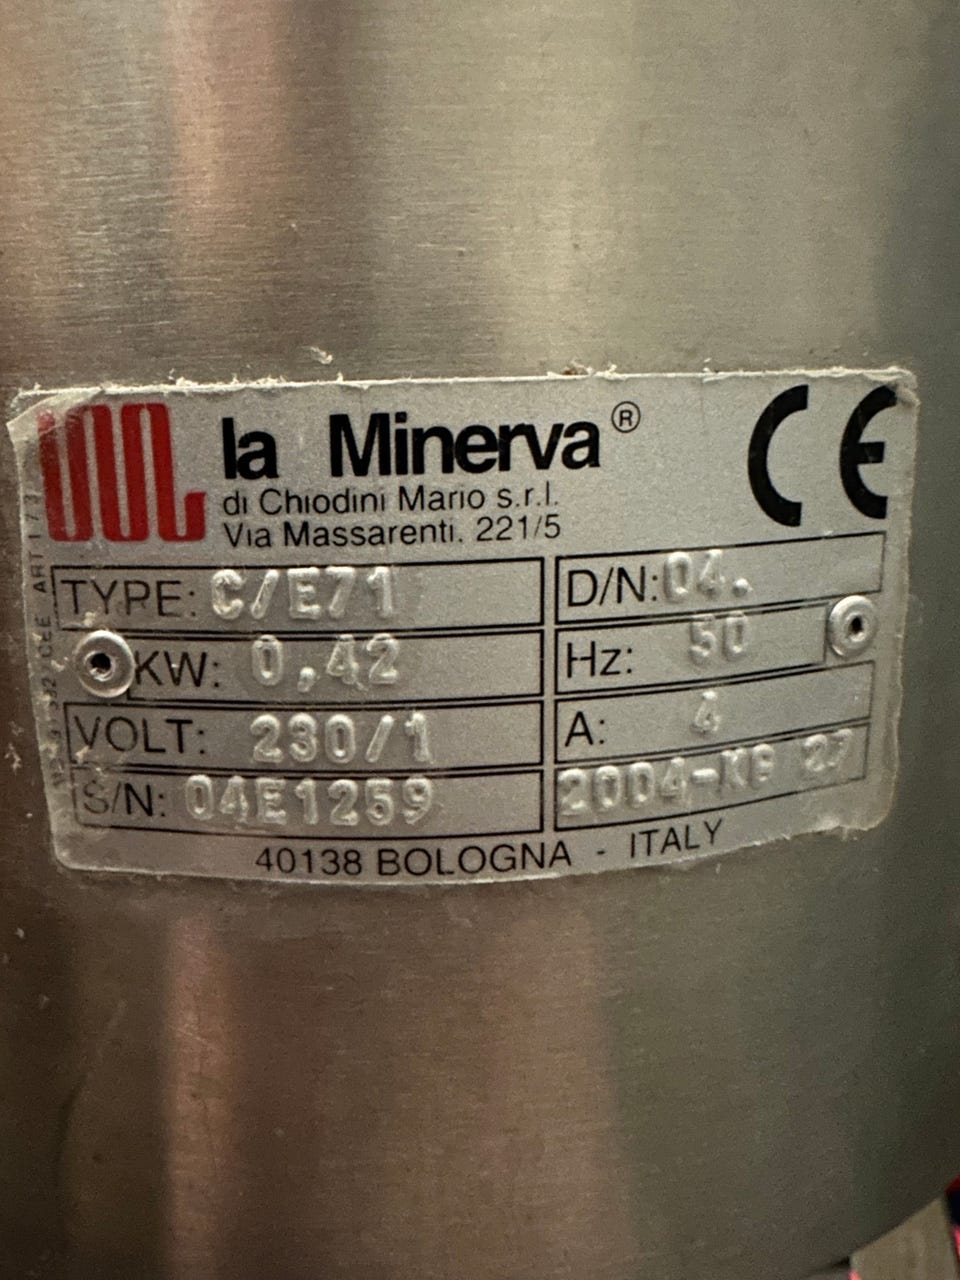 la Minerva®
di Chiodini Mario s.r.l.
Via Massarenti. 221/5
CE
TYPE: C/E71
D/N: 04.
KW: 0,42
Hz: 50
VOLT: 230/1
A: 4
S/N: 04E1259
2004-KG 27
40138 BOLOGNA - ITALY